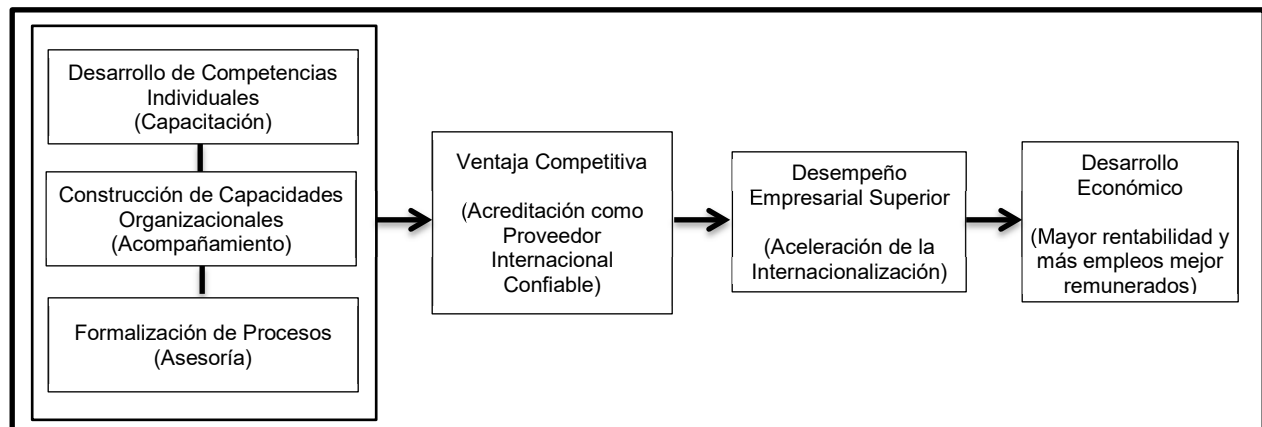 Desarrollo de Competencias
Individuales
(Capacitación)
Construcción de Capacidades
Organizacionales
(Acompañamiento)
Formalización de Procesos
(Asesoría)
Ventaja Competitiva
(Acreditación como
Proveedor
Internacional
Confiable)
Desempeño
Empresarial Superior
(Aceleración de la
Internacionalización)
Desarrollo
Económico
(Mayor rentabilidad y
más empleos mejor
remunerados)